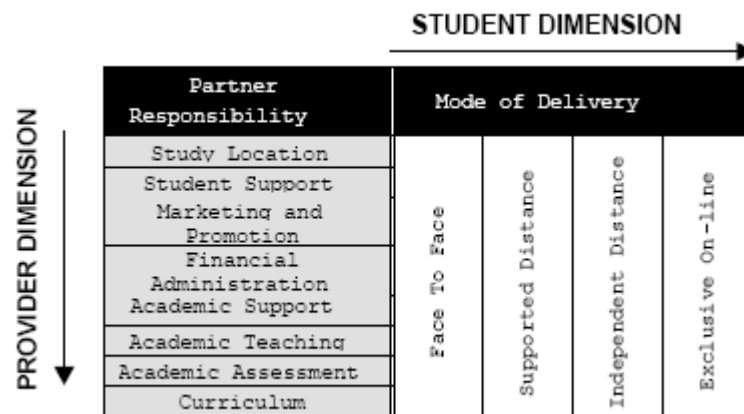 STUDENT DIMENSION
Partner
Responsibility
Mode of Delivery
PROVIDER DIMENSION
Study Location
Student Support
Marketing and
Promotion
Financial
Administration
Academic Support
Academic Teaching
Academic Assessment
Curriculum
Face To Face
Supported Distance
Independent Distance
Exclusive On-line